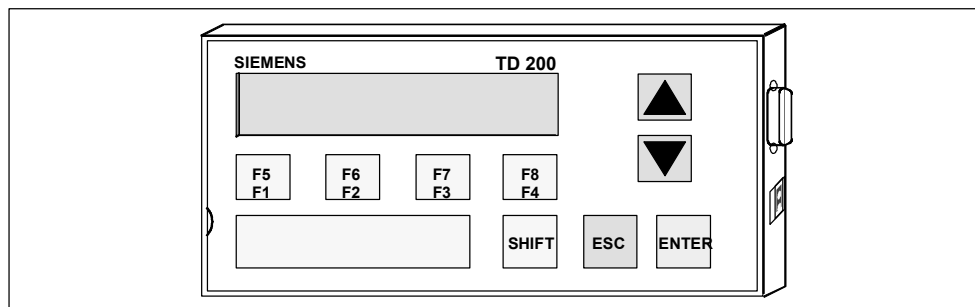 SIEMENS TD 200
F5 F6 F7 F8
F1 F2 F3 F4
SHIFT ESC ENTER